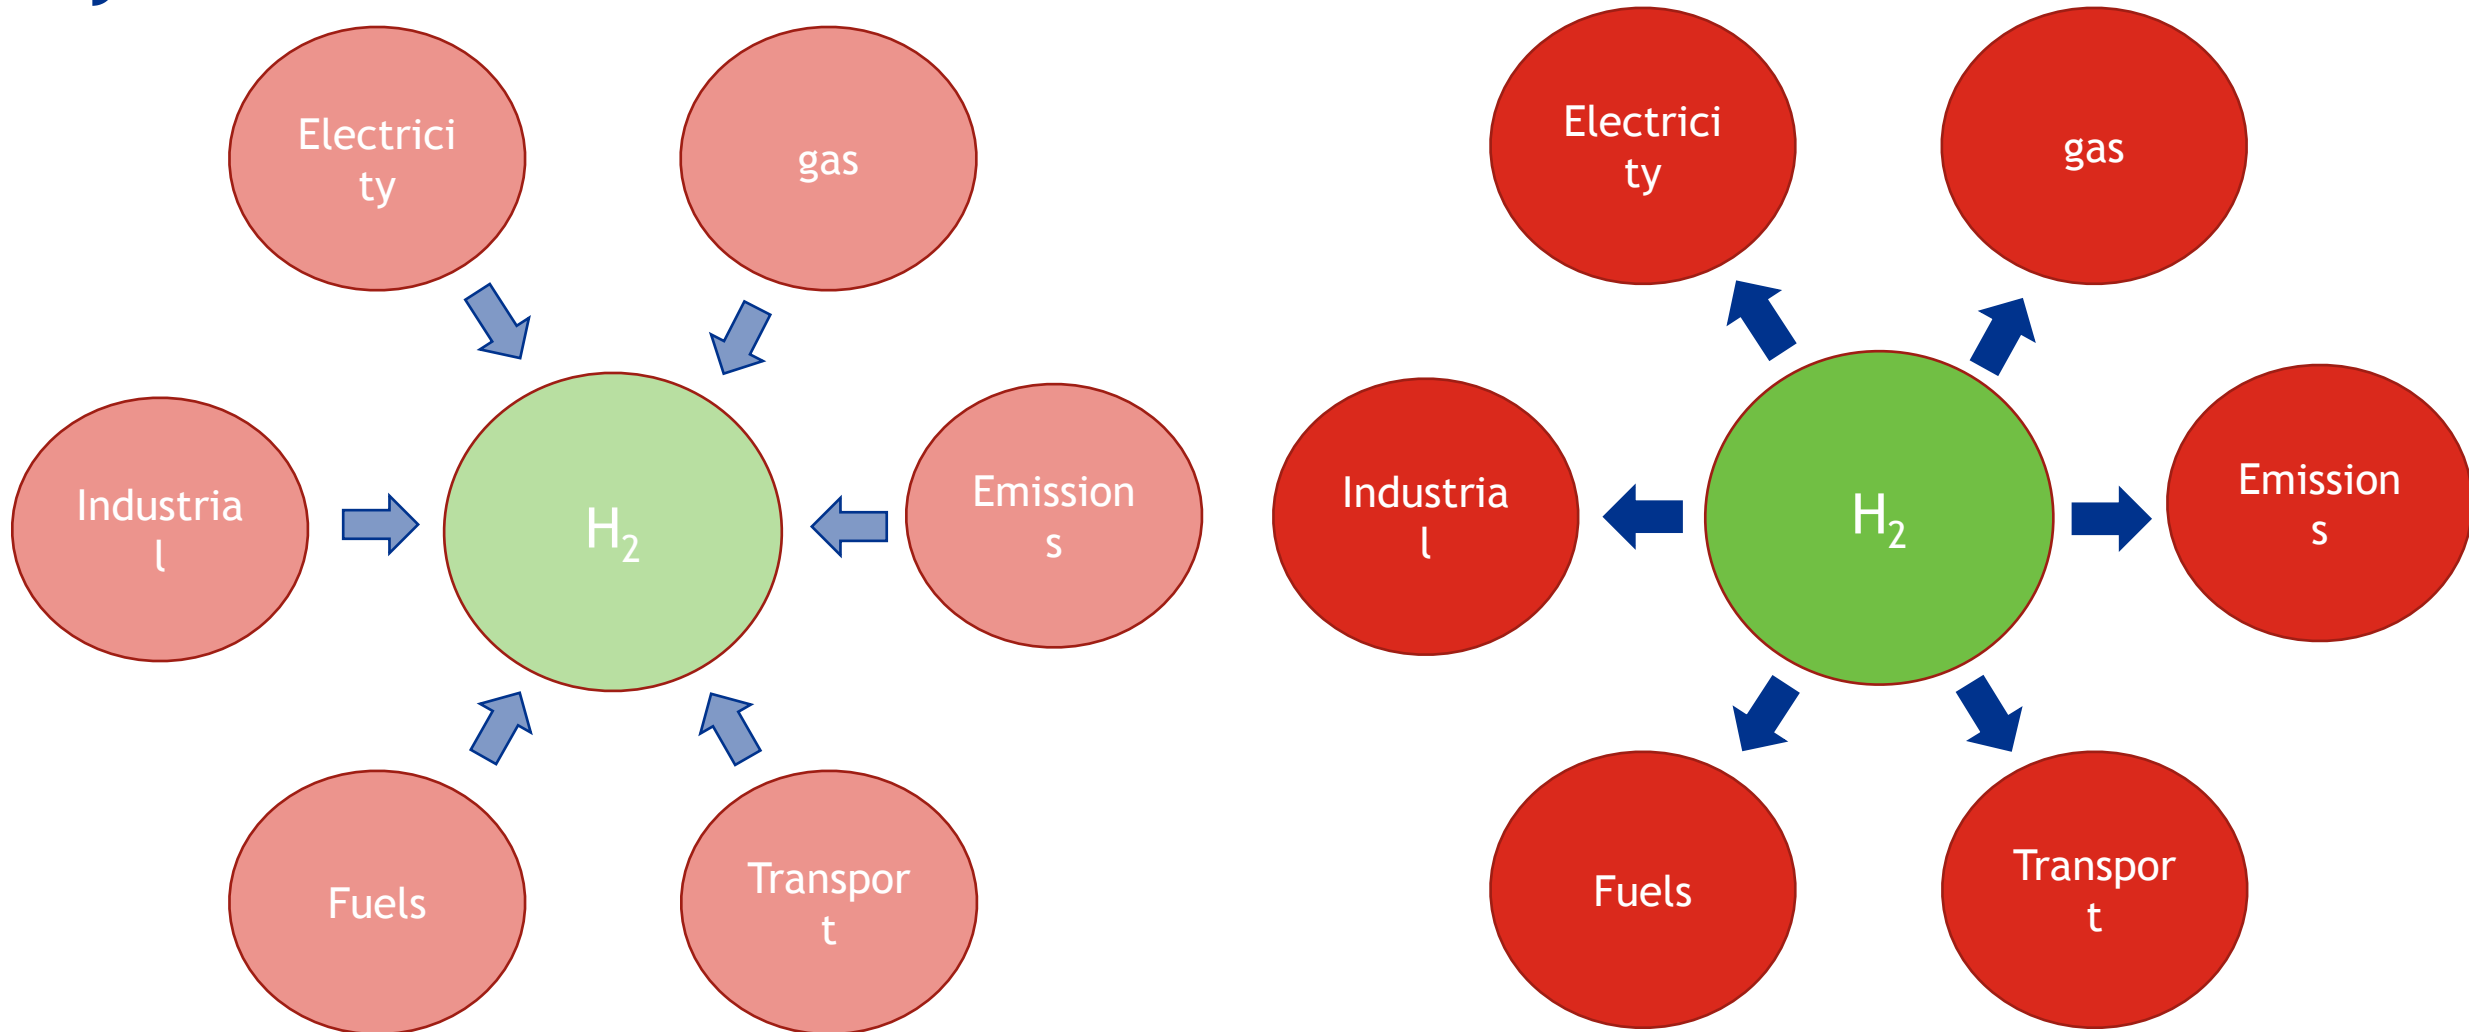 Electrici
ty
gas
Industria
l
H₂
Emission
s
Fuels
Transpor
t
Electrici
ty
gas
Industria
l
H₂
Emission
s
Fuels
Transpor
t